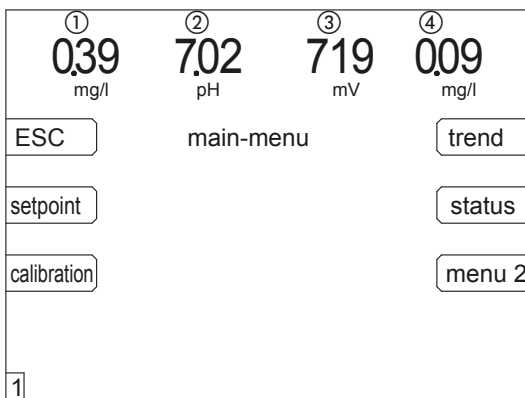 ① ② ③ ④
0.39 7.02 719 0.09
mg/l pH mV mg/l
ESC main-menu trend
setpoint status
calibration menu 2
1